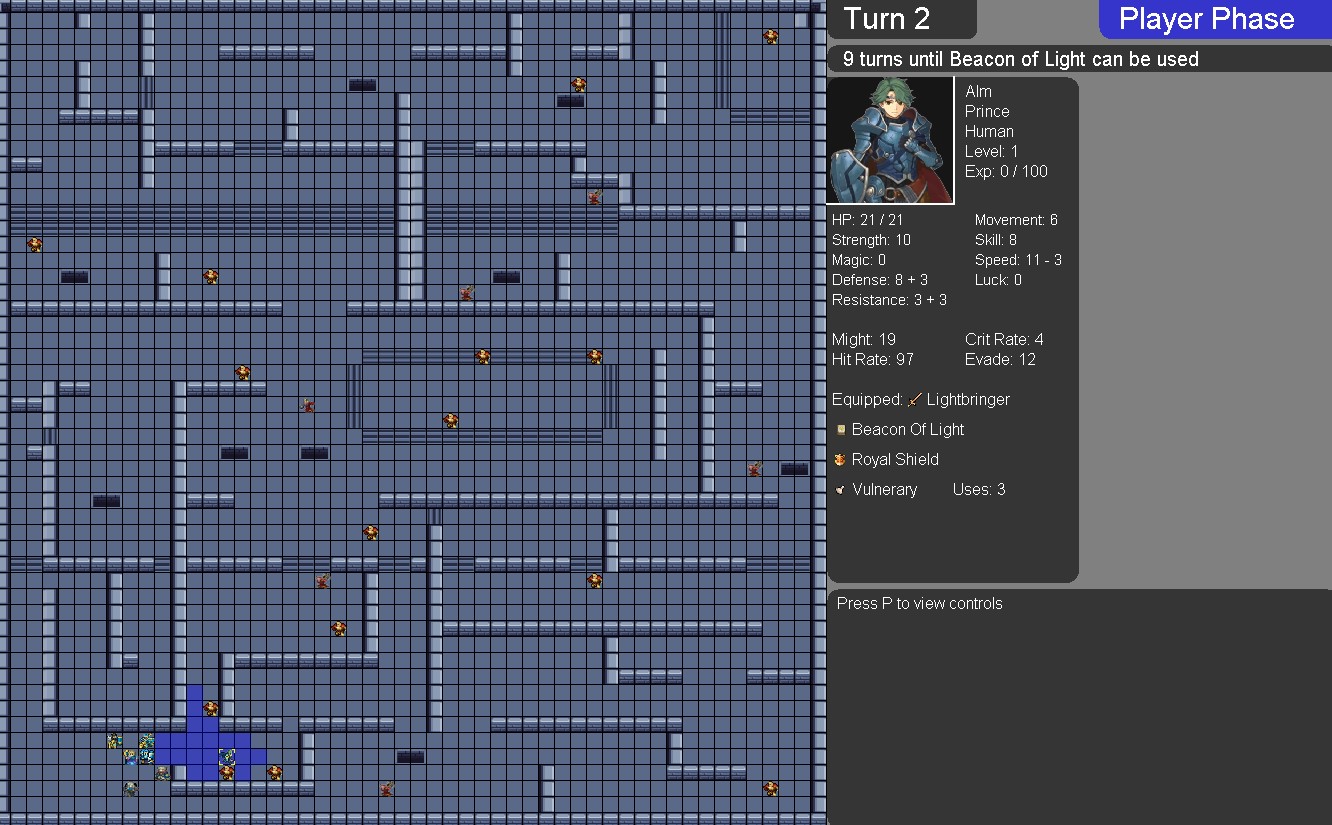 Turn 2
Player Phase
9 turns until Beacon of Light can be used
Alm
Prince
Human
Level: 1
Exp: 0 / 100
HP: 21 / 21 Movement: 6
Strength: 10 Skill: 8
Magic: 0 Speed: 11 - 3
Defense: 8 + 3 Luck: 0
Resistance: 3 + 3
Might: 19 Crit Rate: 4
Hit Rate: 97 Evade: 12
Equipped: Lightbringer
Beacon Of Light
Royal Shield
Vulnerary Uses: 3
Press P to view controls